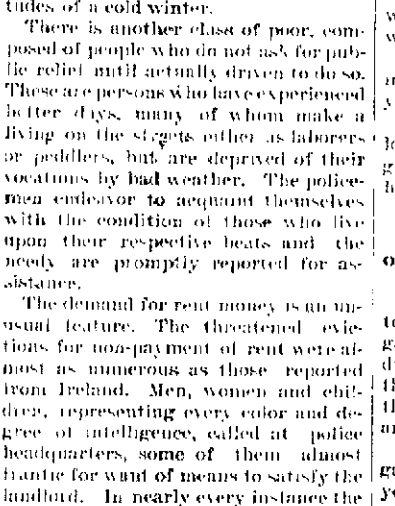 tudes of a cold winter.
There is another class of poor, com-
posed of people who do not ask for pub-
lic relief until actually driven to do so.
These are persons who have experienced
better days, many of whom make a
living on the streets either as laborers
or peddlers, but are deprived of their
vocations by bad weather. The police-
men endeavor to acquaint themselves
with the condition of those who live
upon their respective beats and the
needy are promptly reported for as-
sistance.
The demand for rent money is an un-
usual feature. The threatened evic-
tions for non-payment of rent were al-
most as numerous as those reported
from Ireland. Men, women and chil-
dren, representing every color and de-
gree of intelligence, called at police
headquarters, some of them almost
frantic for want of means to satisfy the
landlord. In nearly every instance the